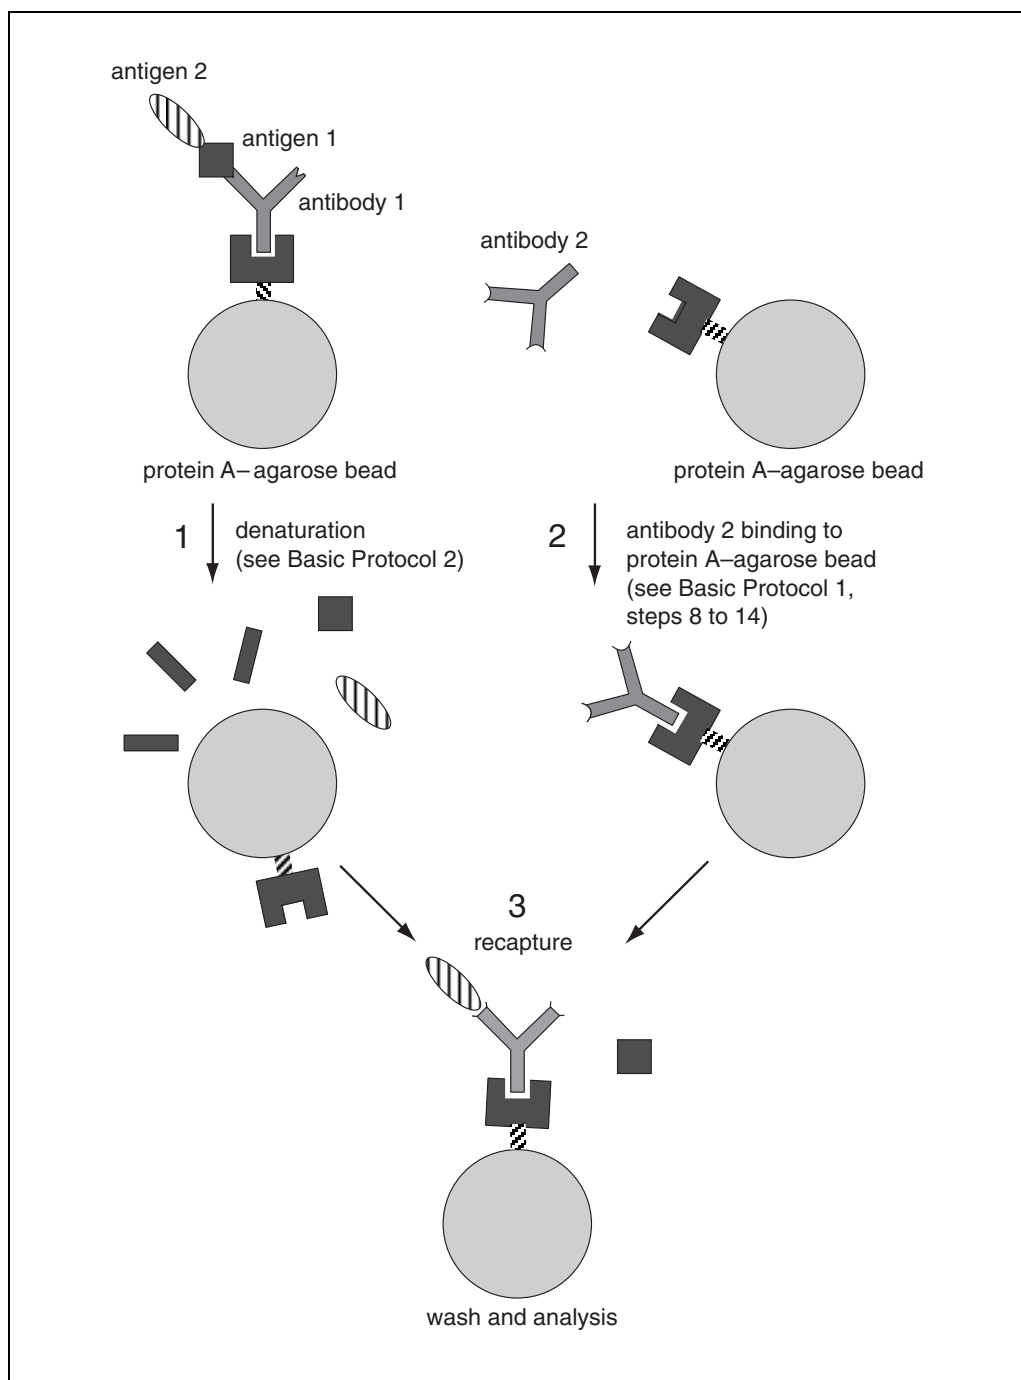 antigen 2
antigen 1
antibody 1
antibody 2
protein A–agarose bead
protein A–agarose bead
1
denaturation
(see Basic Protocol 2)
2
antibody 2 binding to
protein A–agarose bead
(see Basic Protocol 1,
steps 8 to 14)
3
recapture
wash and analysis